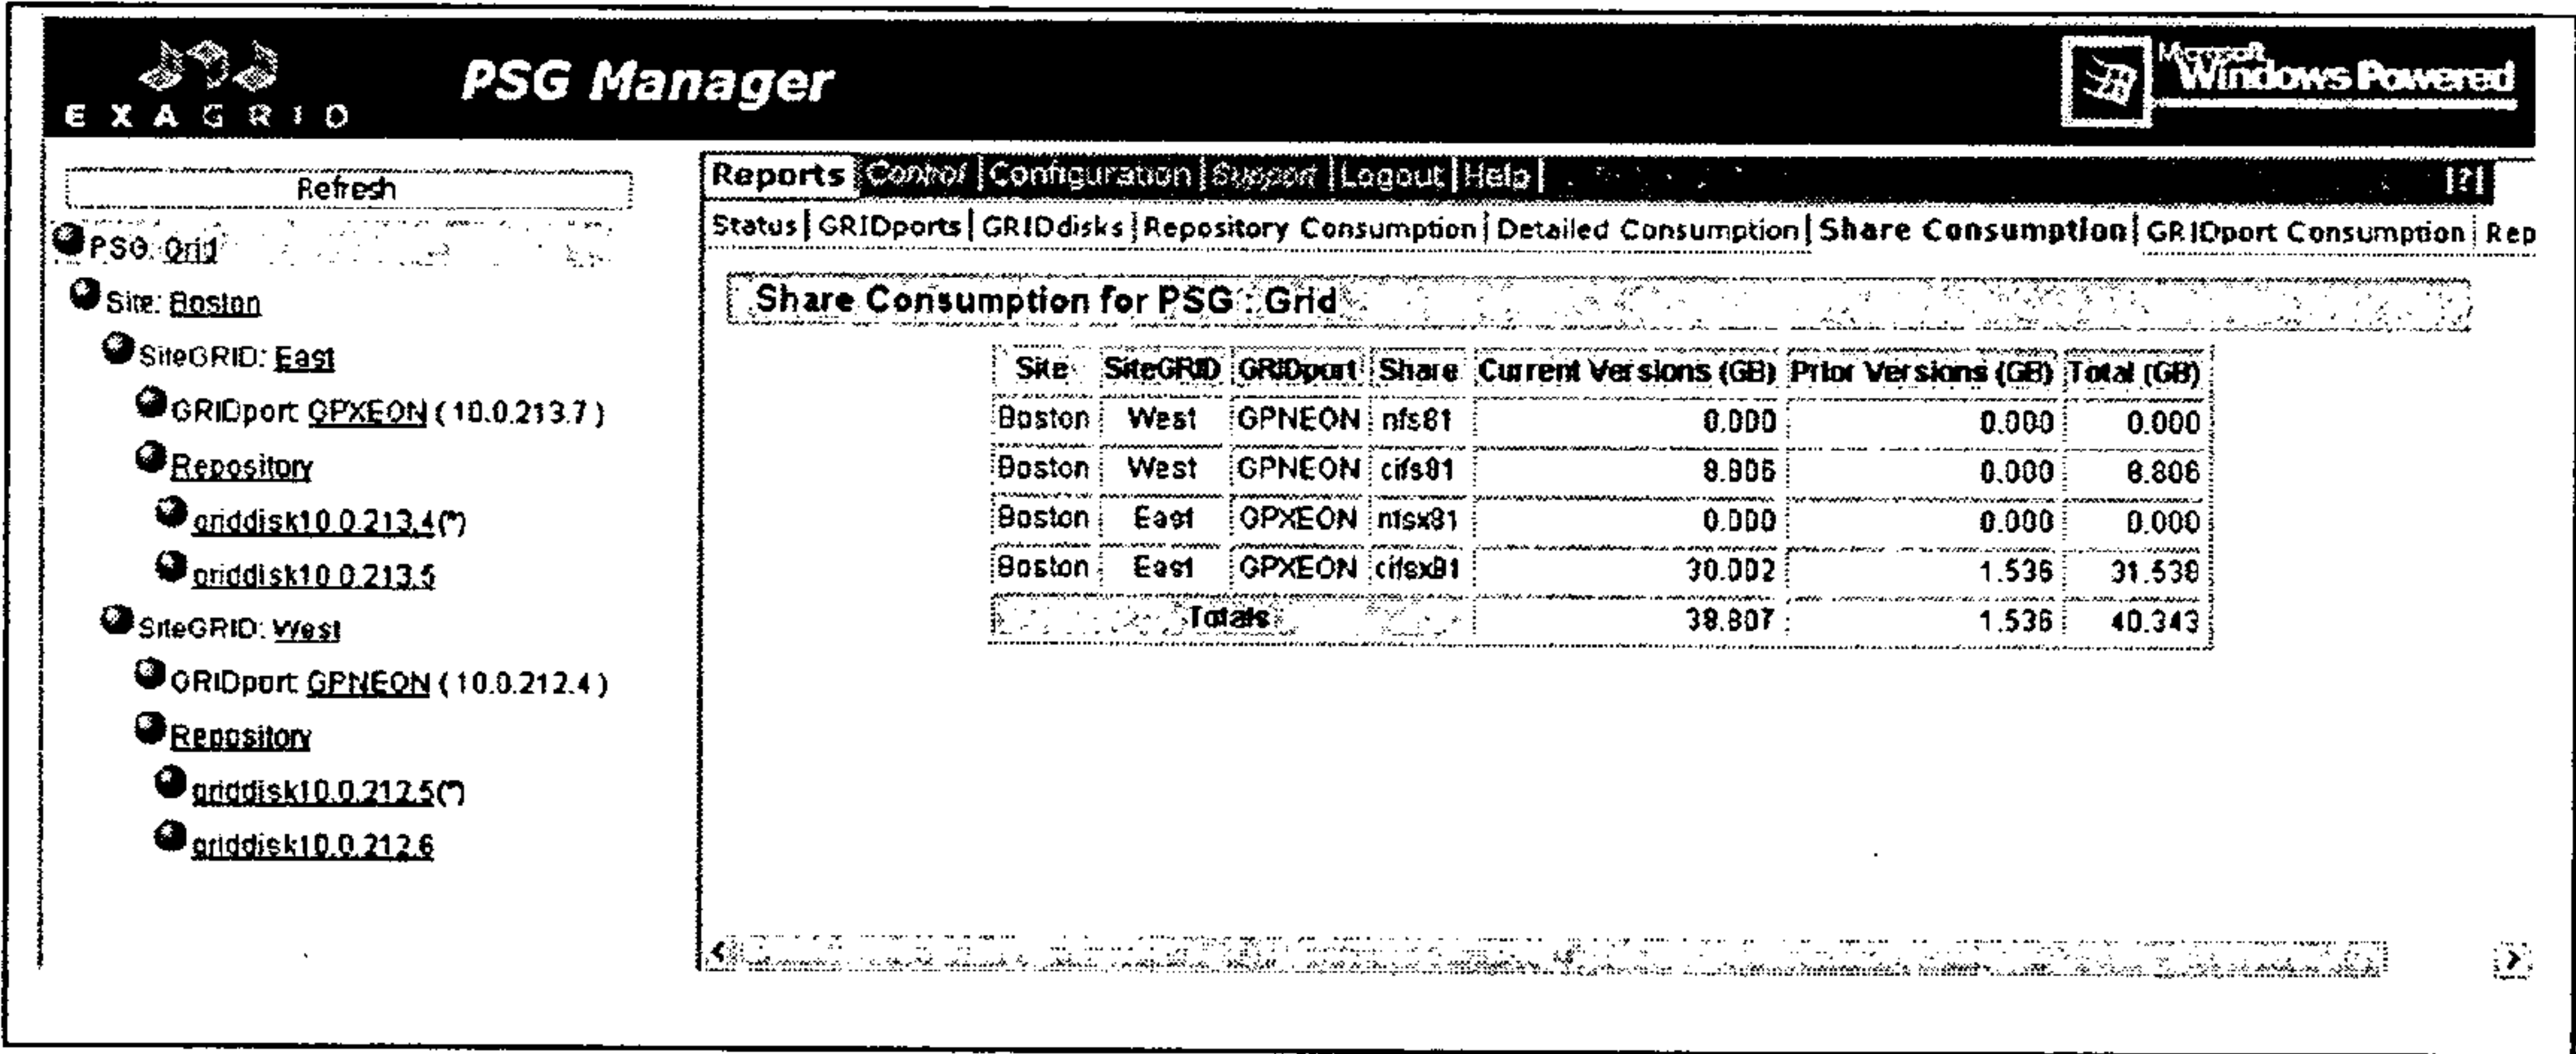 EXAGRID
PSG Manager
Microsoft
Windows Powered
Refresh
PSG: Grid
Site: Boston
SiteGRID: East
GRIDport: GPXEON ( 10.0.213.7 )
Repository
griddisk10.0.213.4(*)
griddisk10.0.213.5
SiteGRID: West
GRIDport: GPNEON ( 10.0.212.4 )
Repository
griddisk10.0.212.5(*)
griddisk10.0.212.6
Reports | Control | Configuration | Support | Logout | Help | |?|
Status | GRIDports | GRIDdisks | Repository Consumption | Detailed Consumption | Share Consumption | GRIDport Consumption | Rep
Share Consumption for PSG : Grid
Site SiteGRID GRIDport Share Current Versions (GB) Prior Versions (GB) Total (GB)
Boston West GPNEON nfs81 0.000 0.000 0.000
Boston West GPNEON cifs81 8.806 0.000 8.806
Boston East GPXEON nfsx81 0.000 0.000 0.000
Boston East GPXEON cifsx81 30.002 1.536 31.538
Totals 38.807 1.536 40.343